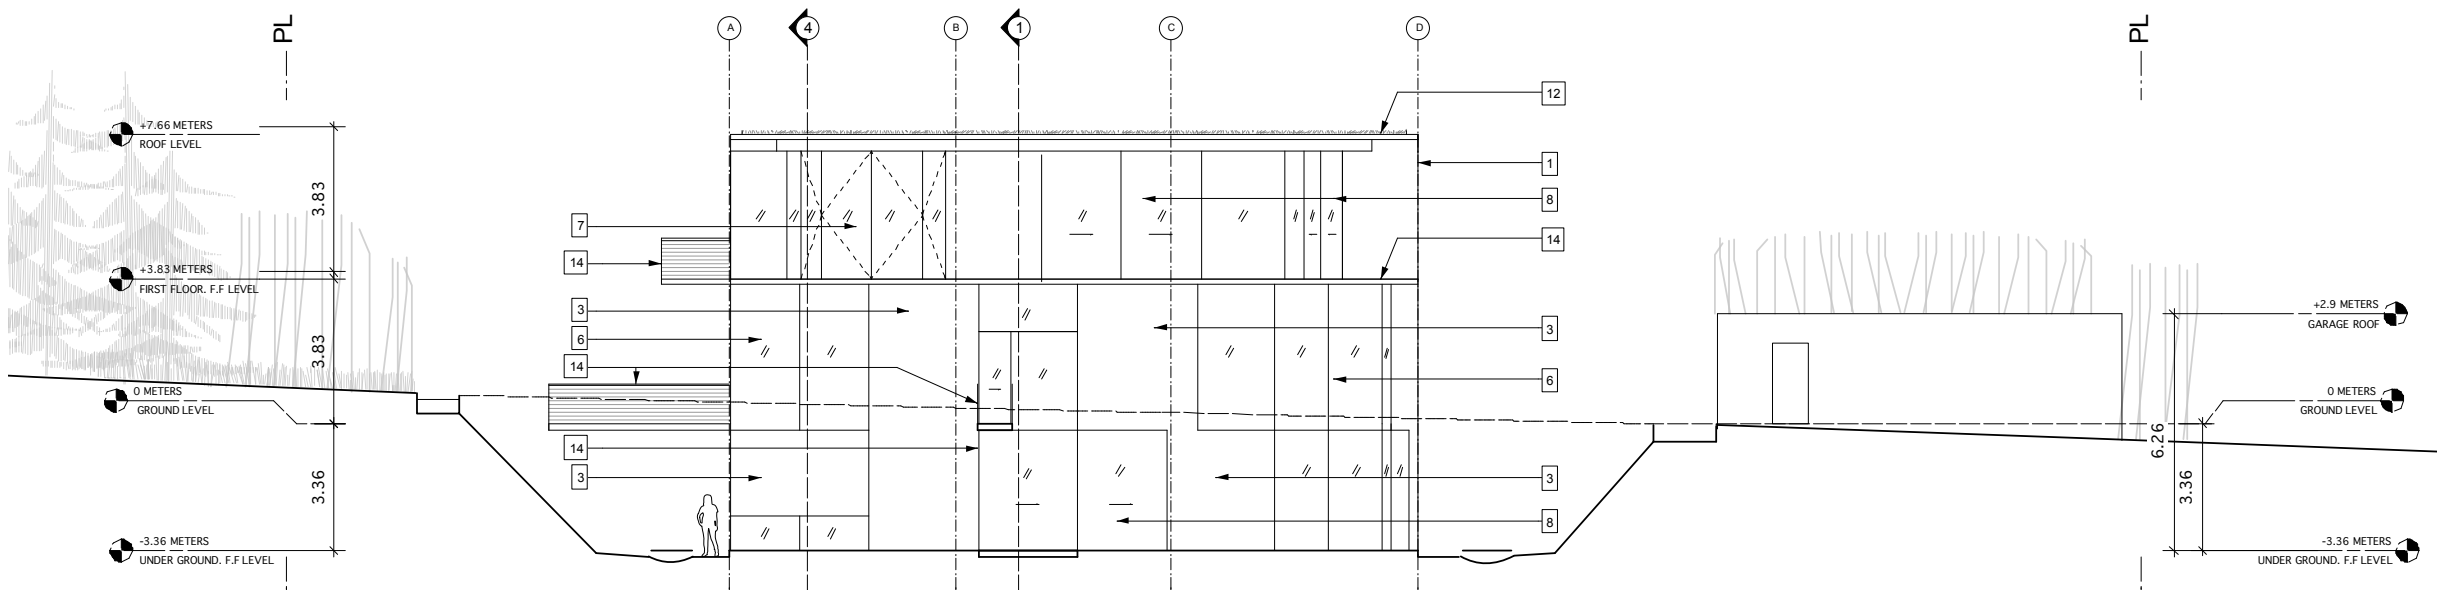 PL
A
4
B
1
C
D
PL
12
+7.66 METERS
ROOF LEVEL
1
3.83
8
7
14
14
+3.83 METERS
FIRST FLOOR. F.F LEVEL
3
+2.9 METERS
GARAGE ROOF
3
6
3.83
14
6
0 METERS
GROUND LEVEL
0 METERS
GROUND LEVEL
14
6.26
3
3
3.36
3.36
8
-3.36 METERS
UNDER GROUND. F.F LEVEL
-3.36 METERS
UNDER GROUND. F.F LEVEL